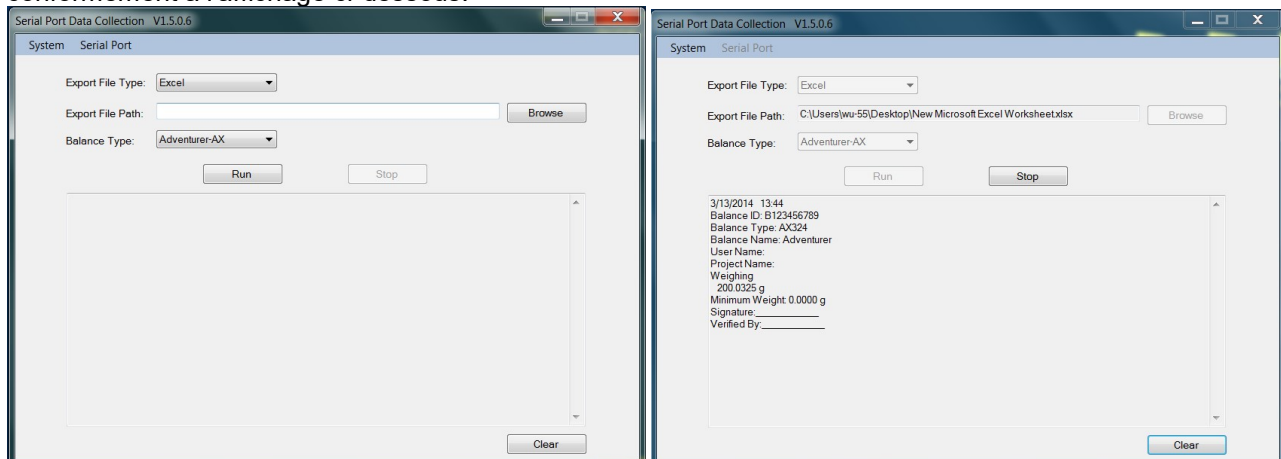 conformément à l'affichage ci-dessous.
Serial Port Data Collection V1.5.0.6
System Serial Port
Export File Type: Excel
Export File Path:
Browse
Balance Type: Adventurer-AX
Run Stop
Clear
Serial Port Data Collection V1.5.0.6
System Serial Port
Export File Type: Excel
Export File Path: C:\Users\wu-55\Desktop\New Microsoft Excel Worksheet.xlsx Browse
Balance Type: Adventurer-AX
Run Stop
3/13/2014 13:44
Balance ID: B123456789
Balance Type: AX324
Balance Name: Adventurer
User Name:
Project Name:
Weighing
200.0325 g
Minimum Weight: 0.0000 g
Signature:___________
Verified By:___________
Clear